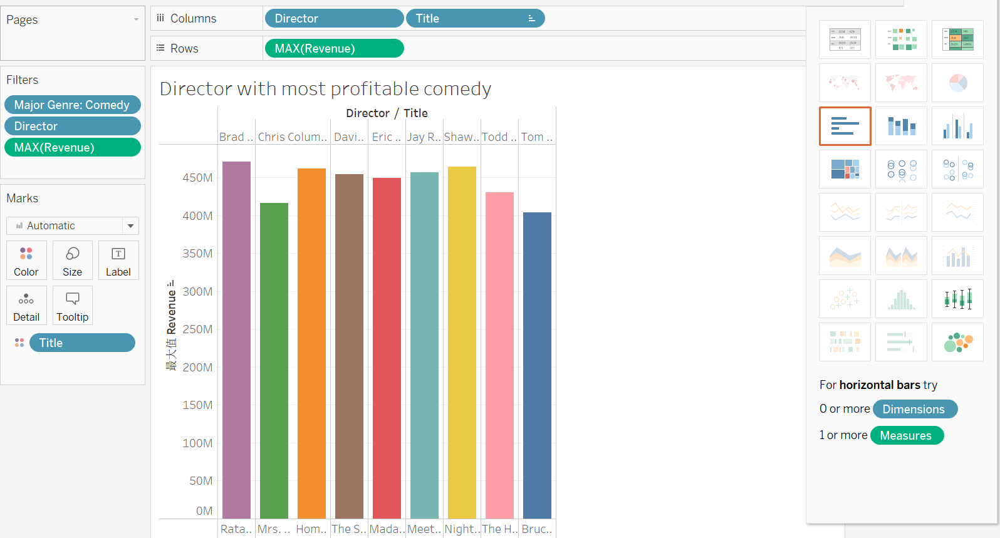 Pages
Columns
Director
Title
Rows
MAX(Revenue)
Filters
Major Genre: Comedy
Director
MAX(Revenue)
Marks
Automatic
Color
Size
Label
Detail
Tooltip
Title
Director with most profitable comedy
Director / Title
Brad .. Chris Colum.. Davi.. Eric .. Jay R.. Shaw.. Todd .. Tom ..
最大值 Revenue
450M
400M
350M
300M
250M
200M
150M
100M
50M
0M
Rata.. Mrs. .. Hom.. The S.. Mada.. Meet.. Night.. The H.. Bruc..
For horizontal bars try
0 or more Dimensions
1 or more Measures